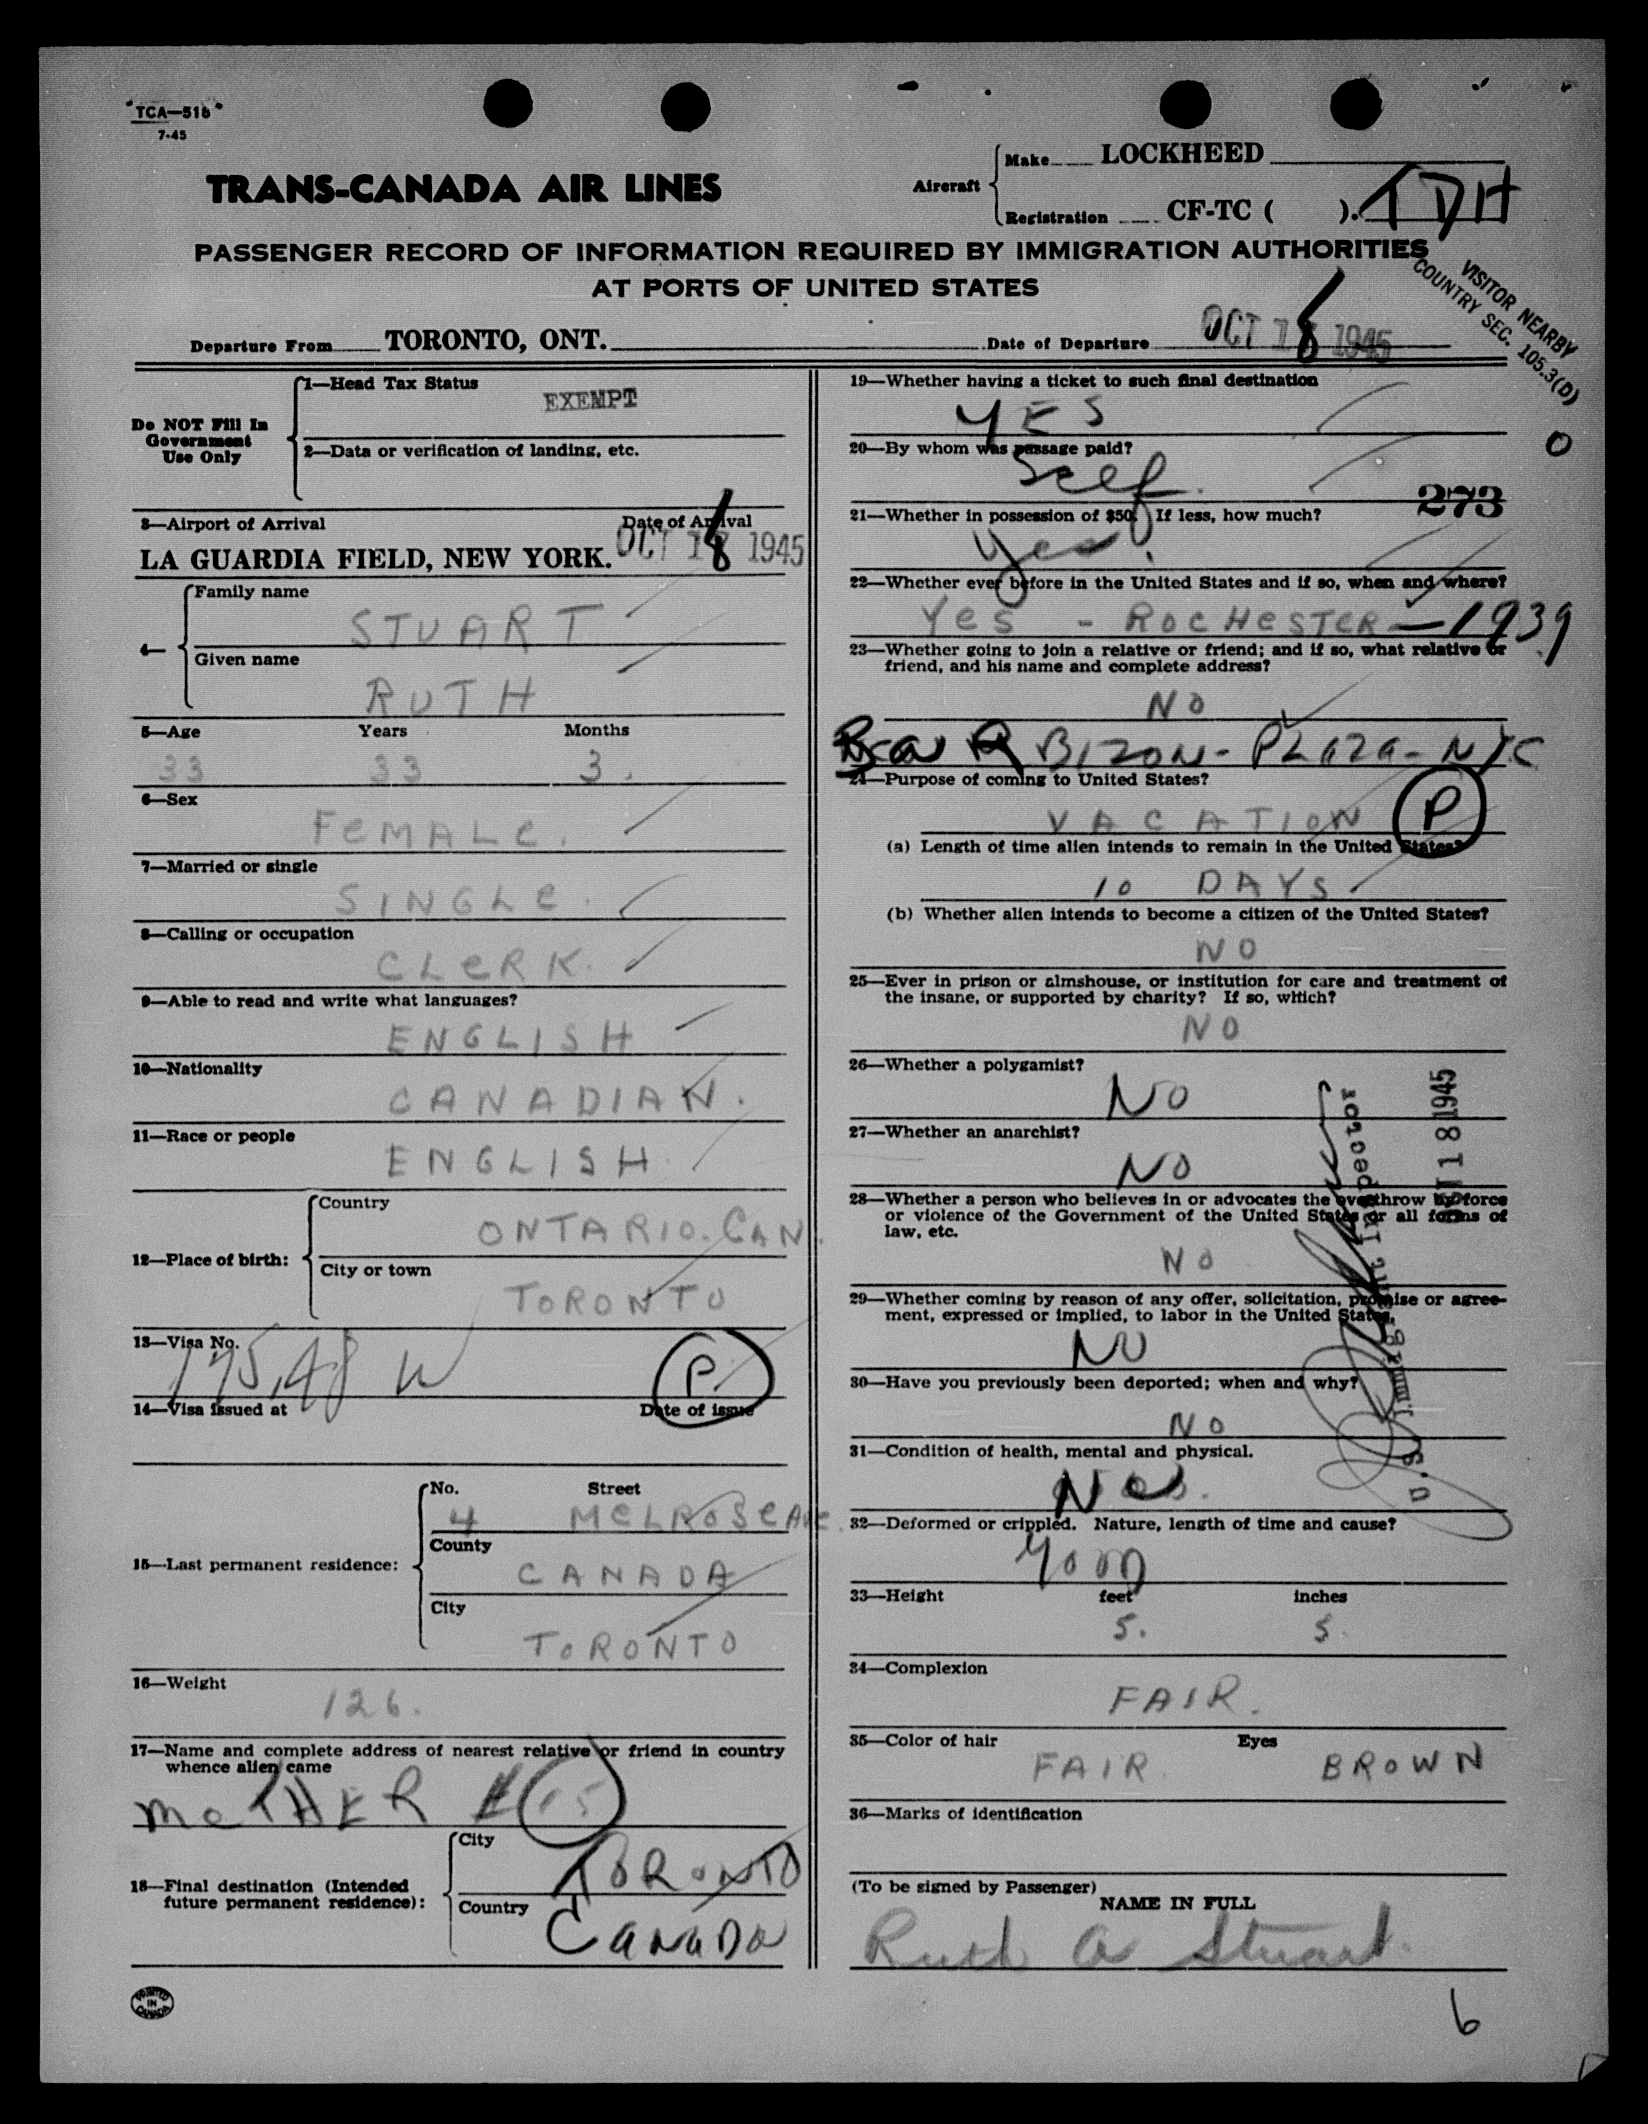 TCA—516
7-45
TRANS-CANADA AIR LINES
Aircraft
Make LOCKHEED
Registration CF-TC ( ). TDH
PASSENGER RECORD OF INFORMATION REQUIRED BY IMMIGRATION AUTHORITIES
AT PORTS OF UNITED STATES
VISITOR NEARBY
COUNTRY SEC. 105.3(D)
Departure From TORONTO, ONT. Date of Departure OCT 18 1945
Do NOT Fill In
Government
Use Only
1—Head Tax Status
EXEMPT
2—Data or verification of landing, etc.
3—Airport of Arrival Date of Arrival
LA GUARDIA FIELD, NEW YORK. OCT 18 1945
4—
Family name
STUART
Given name
RUTH
5—Age Years Months
33 33 3.
6—Sex
FEMALE.
7—Married or single
SINGLE.
8—Calling or occupation
CLERK.
9—Able to read and write what languages?
ENGLISH
10—Nationality
CANADIAN.
11—Race or people
ENGLISH
12—Place of birth:
Country
ONTARIO. CAN.
City or town
TORONTO
13—Visa No.
W
P
14—Visa issued at Date of issue
15—Last permanent residence:
No. Street
4 MELROSE AVE.
County
CANADA
City
TORONTO
16—Weight
126.
17—Name and complete address of nearest relative or friend in country
whence alien came
MOTHER 15
18—Final destination (Intended
future permanent residence):
City
TORONTO
Country
CANADA
PRINTED
IN
CANADA
19—Whether having a ticket to such final destination
YES
0
20—By whom was passage paid?
Self.
273
21—Whether in possession of $50. If less, how much?
Yes
22—Whether ever before in the United States and if so, when and where?
YES - ROCHESTER — 1939
23—Whether going to join a relative or friend; and if so, what relative or
friend, and his name and complete address?
NO
BIZON - PLAZA - NYC
24—Purpose of coming to United States?
VACATION
P
(a) Length of time alien intends to remain in the United States?
10 DAYS
(b) Whether alien intends to become a citizen of the United States?
NO
25—Ever in prison or almshouse, or institution for care and treatment of
the insane, or supported by charity? If so, which?
NO
26—Whether a polygamist?
NO
27—Whether an anarchist?
NO
28—Whether a person who believes in or advocates the overthrow by force
or violence of the Government of the United States or all forms of
law, etc.
NO
29—Whether coming by reason of any offer, solicitation, promise or agree-
ment, expressed or implied, to labor in the United States.
NO
30—Have you previously been deported; when and why?
NO
31—Condition of health, mental and physical.
32—Deformed or crippled. Nature, length of time and cause?
33—Height feet inches
5. 5.
34—Complexion
FAIR.
35—Color of hair Eyes
FAIR. BROWN
36—Marks of identification
(To be signed by Passenger)
NAME IN FULL
Ruth A Stuart.
6
U.S. Immigrant Inspector
OCT 18 1945